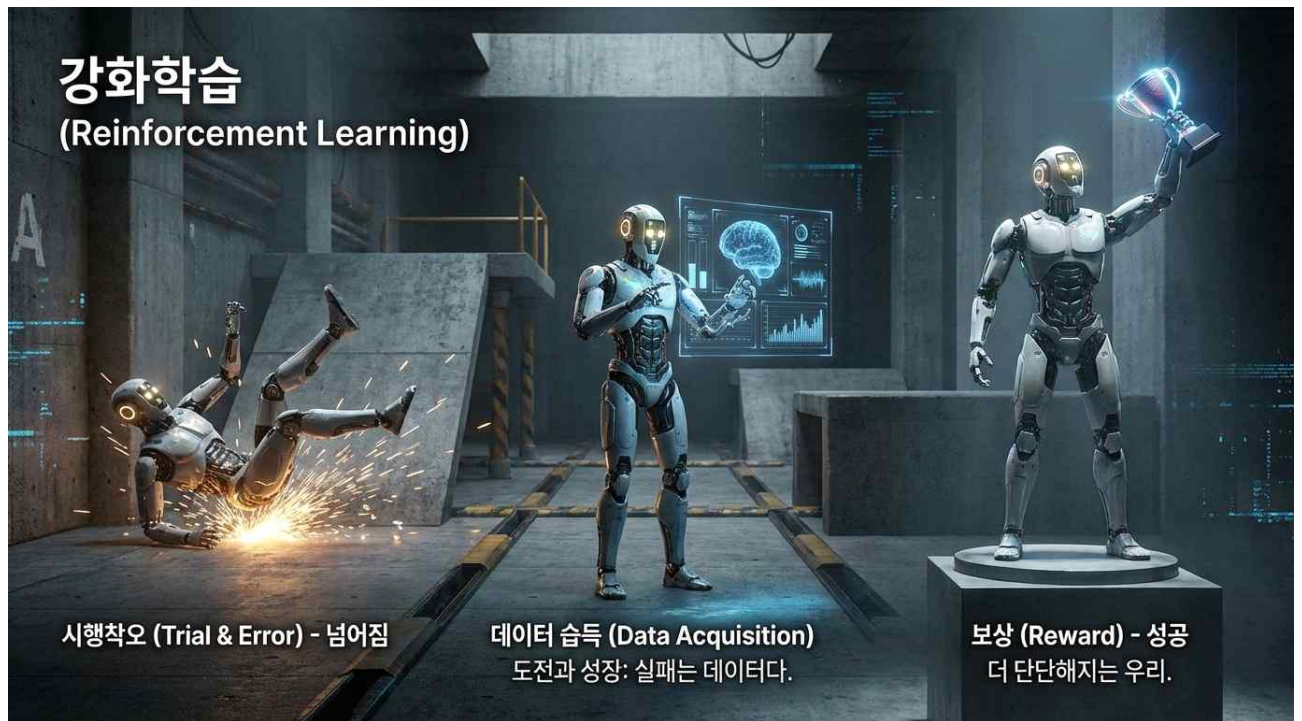 강화학습
(Reinforcement Learning)
A
시행착오 (Trial & Error) - 넘어짐
데이터 습득 (Data Acquisition)
도전과 성장: 실패는 데이터다.
보상 (Reward) - 성공
더 단단해지는 우리.